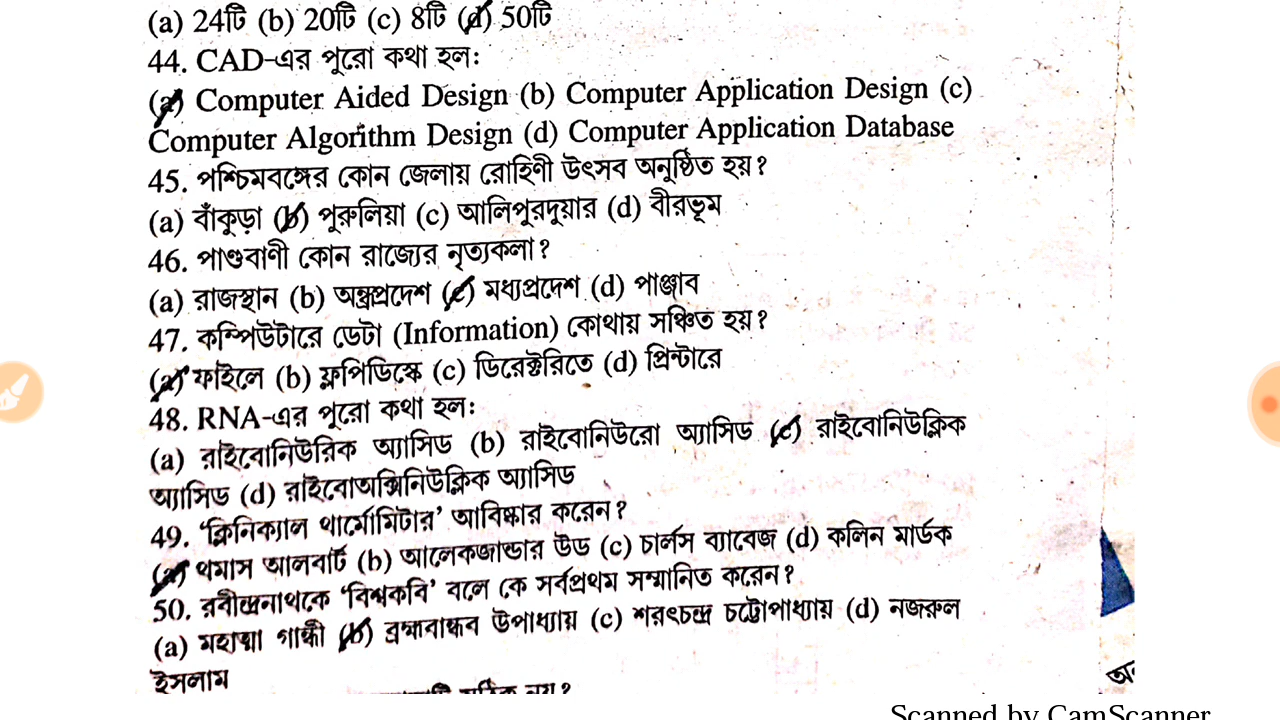 (a) 24টি (b) 20টি (c) 8টি (d) 50টি
44. CAD-এর পুরো কথা হল:
(a) Computer Aided Design (b) Computer Application Design (c)
Computer Algorithm Design (d) Computer Application Database
45. পশ্চিমবঙ্গের কোন জেলায় রোহিণী উৎসব অনুষ্ঠিত হয়?
(a) বাঁকুড়া (b) পুরুলিয়া (c) আলিপুরদুয়ার (d) বীরভূম
46. পাণ্ডবাণী কোন রাজ্যের নৃত্যকলা?
(a) রাজস্থান (b) অন্ধ্রপ্রদেশ (c) মধ্যপ্রদেশ (d) পাঞ্জাব
47. কম্পিউটারে ডেটা (Information) কোথায় সঞ্চিত হয়?
(a) ফাইলে (b) ফ্লপিডিস্কে (c) ডিরেক্টরিতে (d) প্রিন্টারে
48. RNA-এর পুরো কথা হল:
(a) রাইবোনিউরিক অ্যাসিড (b) রাইবোনিউরো অ্যাসিড (c) রাইবোনিউক্লিক
অ্যাসিড (d) রাইবোঅক্সিনিউক্লিক অ্যাসিড
49. ‘ক্লিনিক্যাল থার্মোমিটার’ আবিষ্কার করেন?
(a) থমাস আলবার্ট (b) আলেকজান্ডার উড (c) চার্লস ব্যাবেজ (d) কলিন মার্ডক
50. রবীন্দ্রনাথকে ‘বিশ্বকবি’ বলে কে সর্বপ্রথম সম্মানিত করেন?
(a) মহাত্মা গান্ধী (b) ব্রহ্মবান্ধব উপাধ্যায় (c) শরৎচন্দ্র চট্টোপাধ্যায় (d) নজরুল
ইসলাম
সঠিক নয়?
Scanned by CamScanner